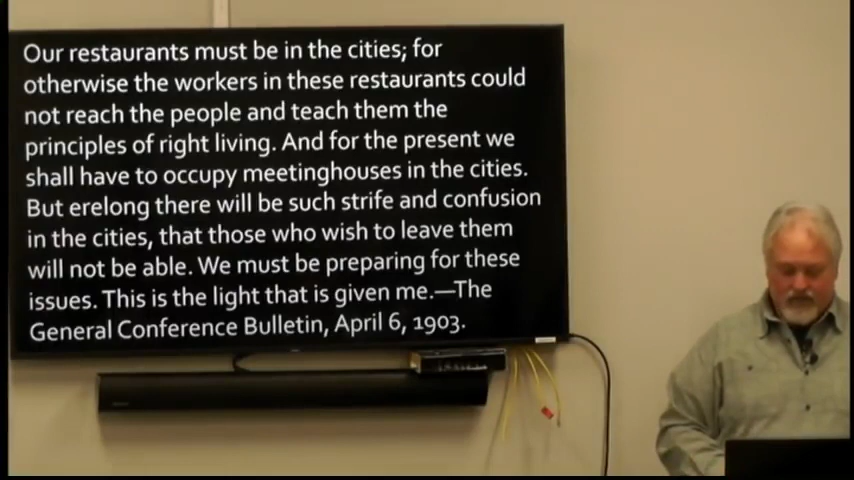 Our restaurants must be in the cities; for
otherwise the workers in these restaurants could
not reach the people and teach them the
principles of right living. And for the present we
shall have to occupy meetinghouses in the cities.
But erelong there will be such strife and confusion
in the cities, that those who wish to leave them
will not be able. We must be preparing for these
issues. This is the light that is given me.—The
General Conference Bulletin, April 6, 1903.